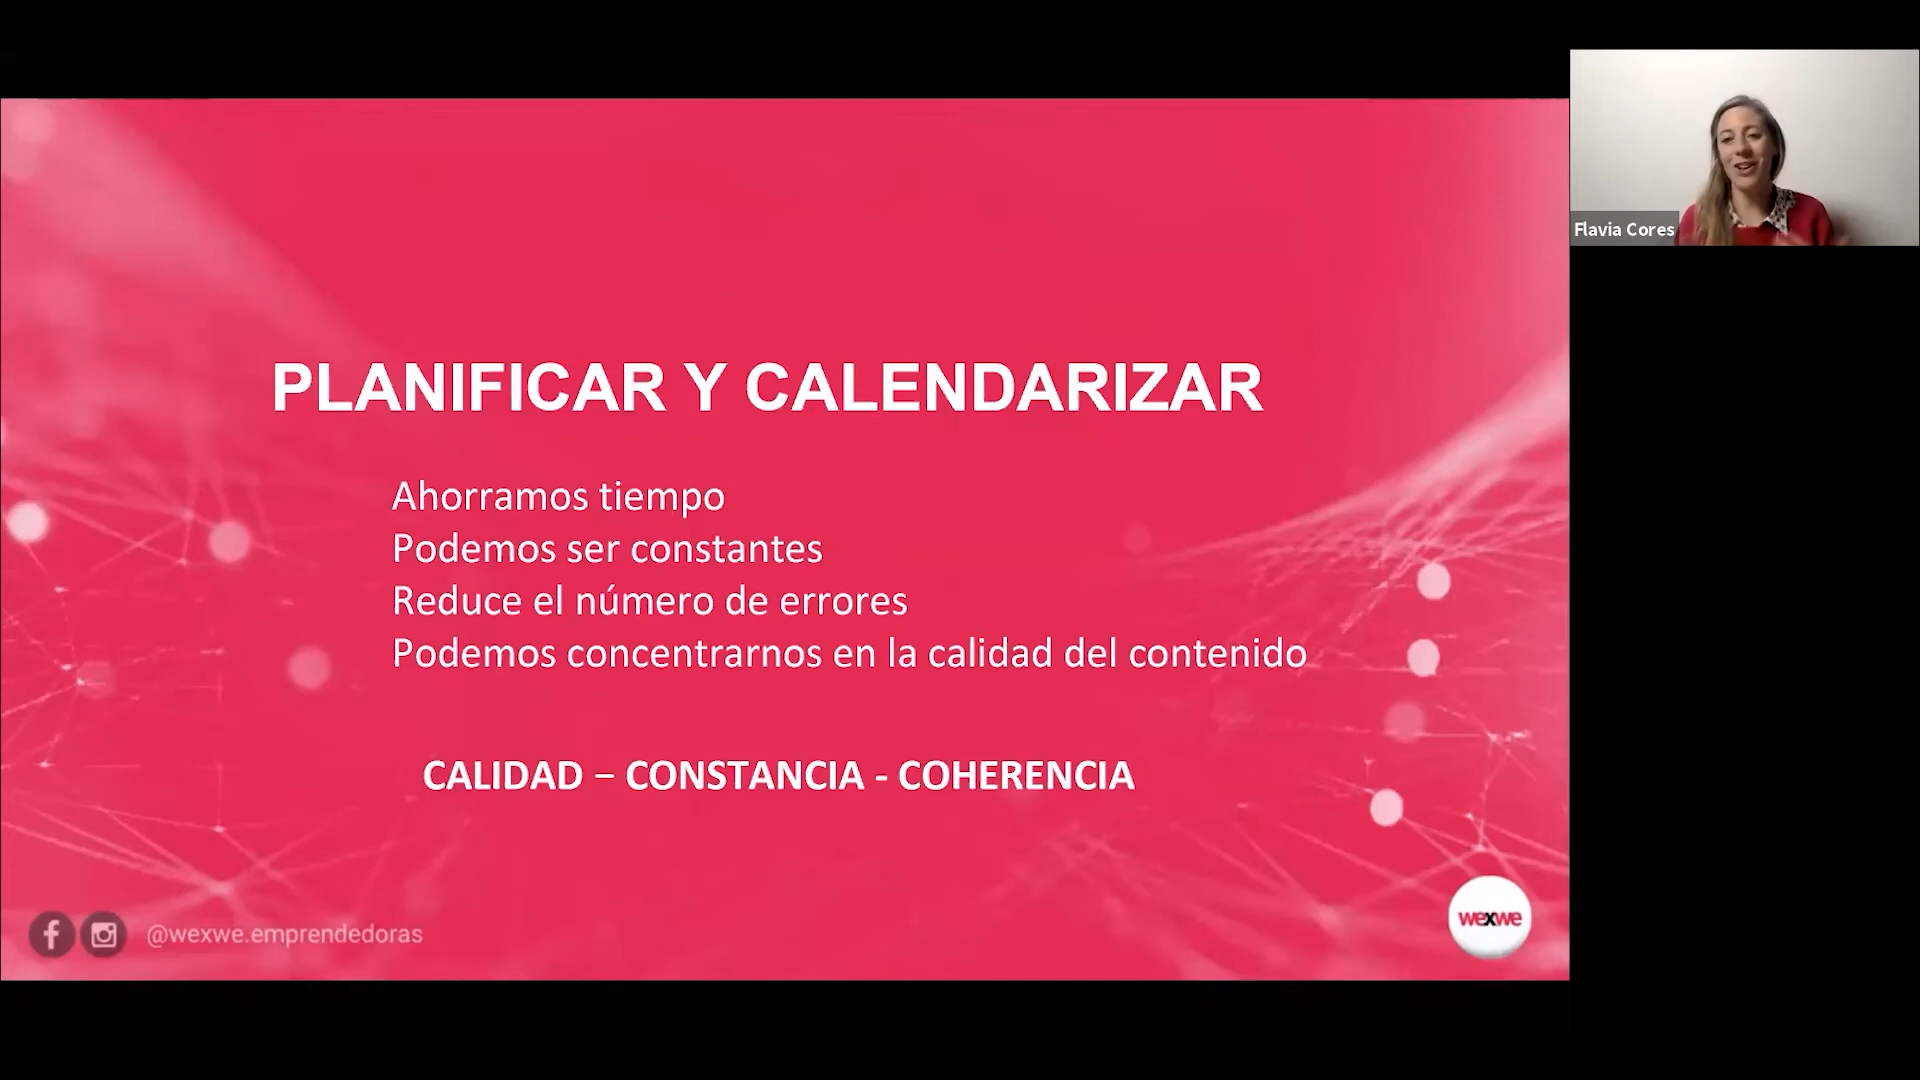 PLANIFICAR Y CALENDARIZAR
Ahorramos tiempo
Podemos ser constantes
Reduce el número de errores
Podemos concentrarnos en la calidad del contenido
CALIDAD – CONSTANCIA - COHERENCIA
@wexwe.emprendedoras
wexwe
Flavia Cores